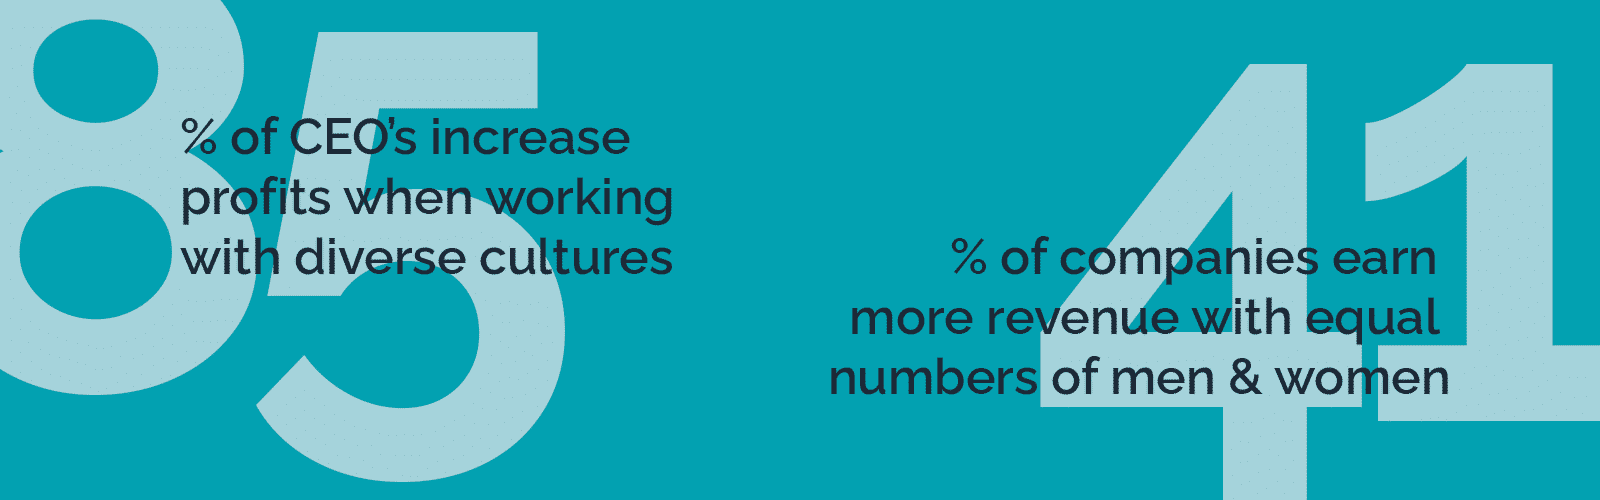 85
% of CEO’s increase
profits when working
with diverse cultures
41
% of companies earn
more revenue with equal
numbers of men & women